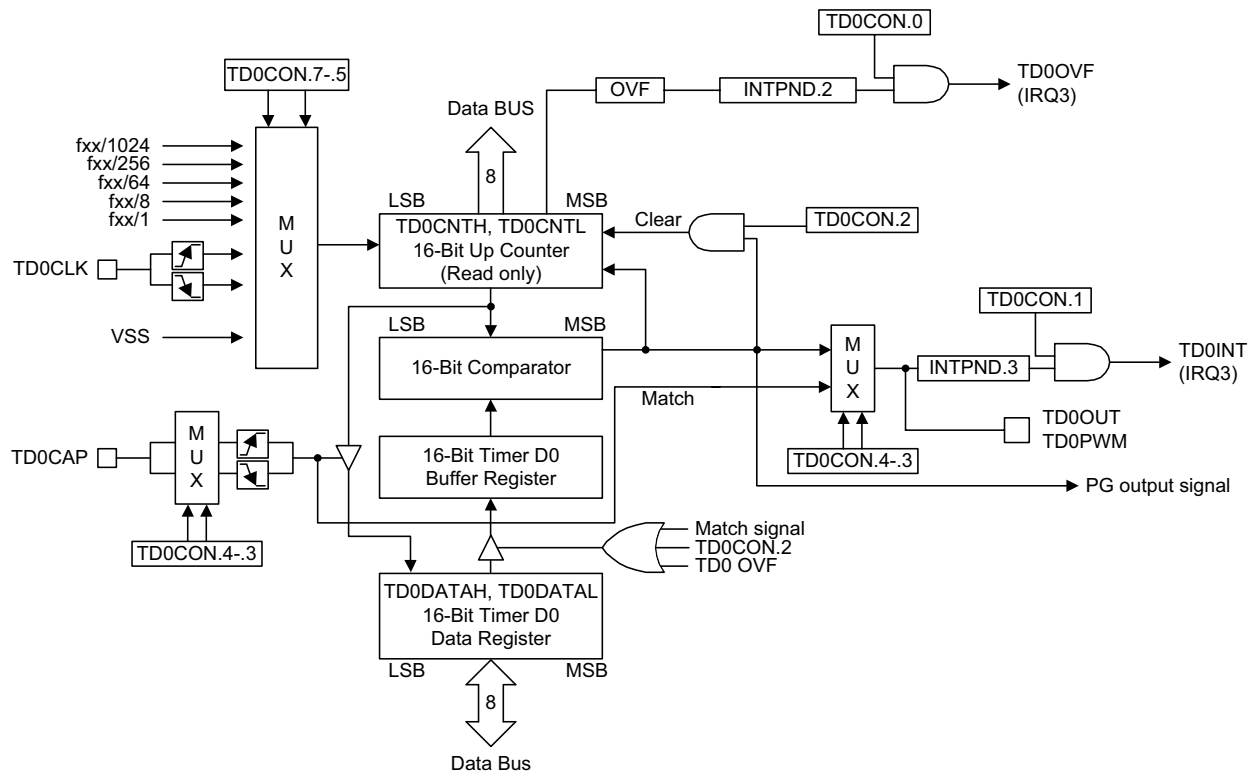 TD0CON.0
TD0CON.7-.5
OVF
INTPND.2
TD0OVF
(IRQ3)
Data BUS
8
fxx/1024
fxx/256
fxx/64
fxx/8
fxx/1
TD0CLK
VSS
M
U
X
LSB
MSB
TD0CNTH, TD0CNTL
16-Bit Up Counter
(Read only)
Clear
TD0CON.2
TD0CON.1
LSB
MSB
16-Bit Comparator
Match
M
U
X
INTPND.3
TD0INT
(IRQ3)
TD0OUT
TD0PWM
TD0CON.4-.3
PG output signal
TD0CAP
M
U
X
TD0CON.4-.3
16-Bit Timer D0
Buffer Register
Match signal
TD0CON.2
TD0 OVF
TD0DATAH, TD0DATAL
16-Bit Timer D0
Data Register
LSB
MSB
8
Data Bus